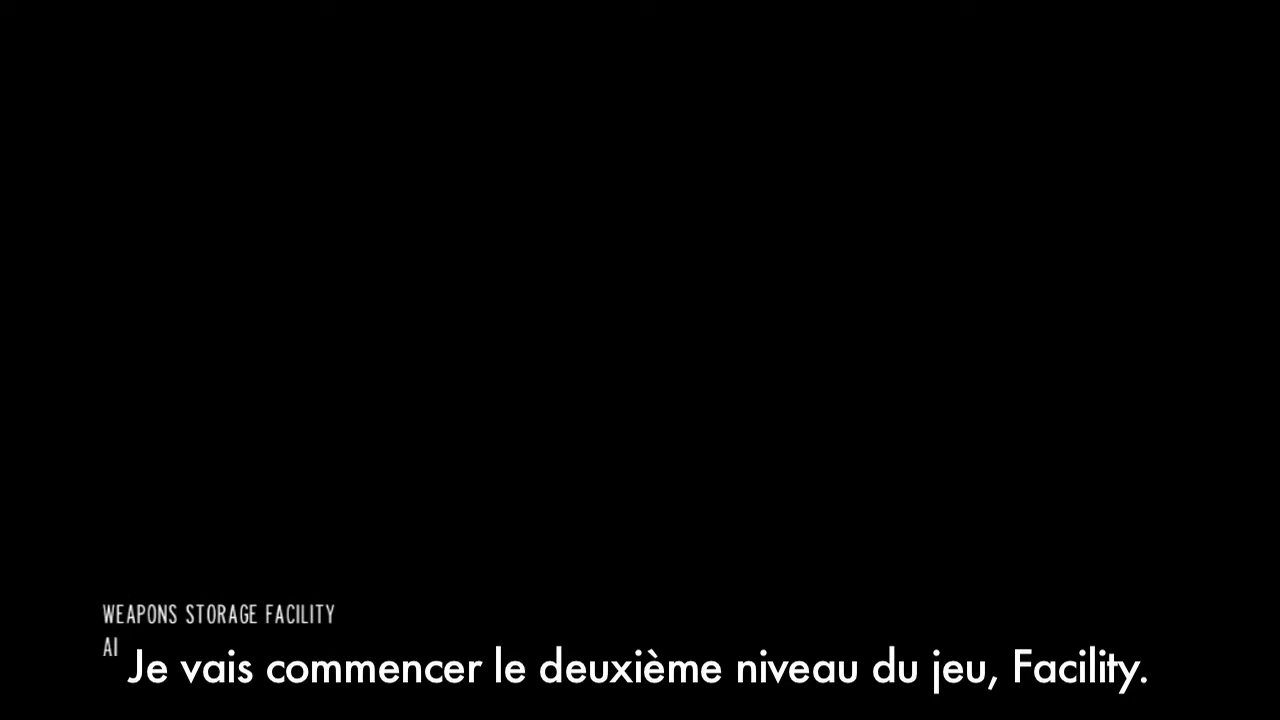 WEAPONS STORAGE FACILITY
AI
Je vais commencer le deuxième niveau du jeu, Facility.